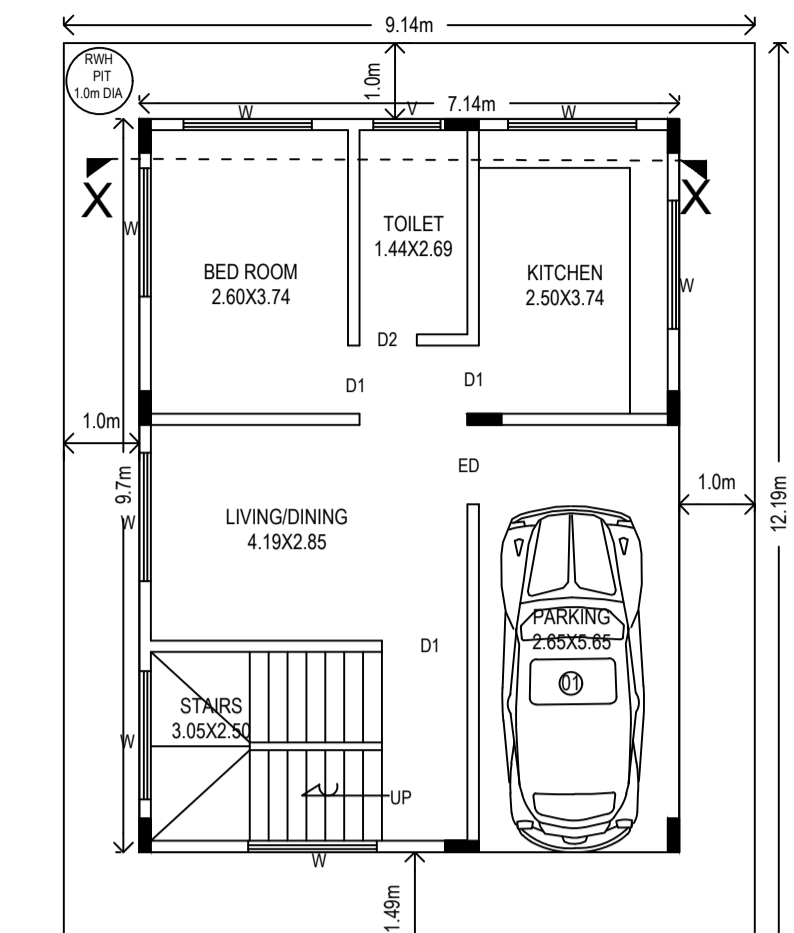 9.14m
RWH
PIT
1.0m DIA
1.0m
7.14m
W
V
W
X
X
TOILET
1.44X2.69
W
BED ROOM
2.60X3.74
KITCHEN
2.50X3.74
W
D2
D1
D1
1.0m
ED
9.7m
1.0m
12.19m
LIVING/DINING
4.19X2.85
W
PARKING
2.65X5.65
D1
01
STAIRS
3.05X2.50
W
UP
W
1.49m